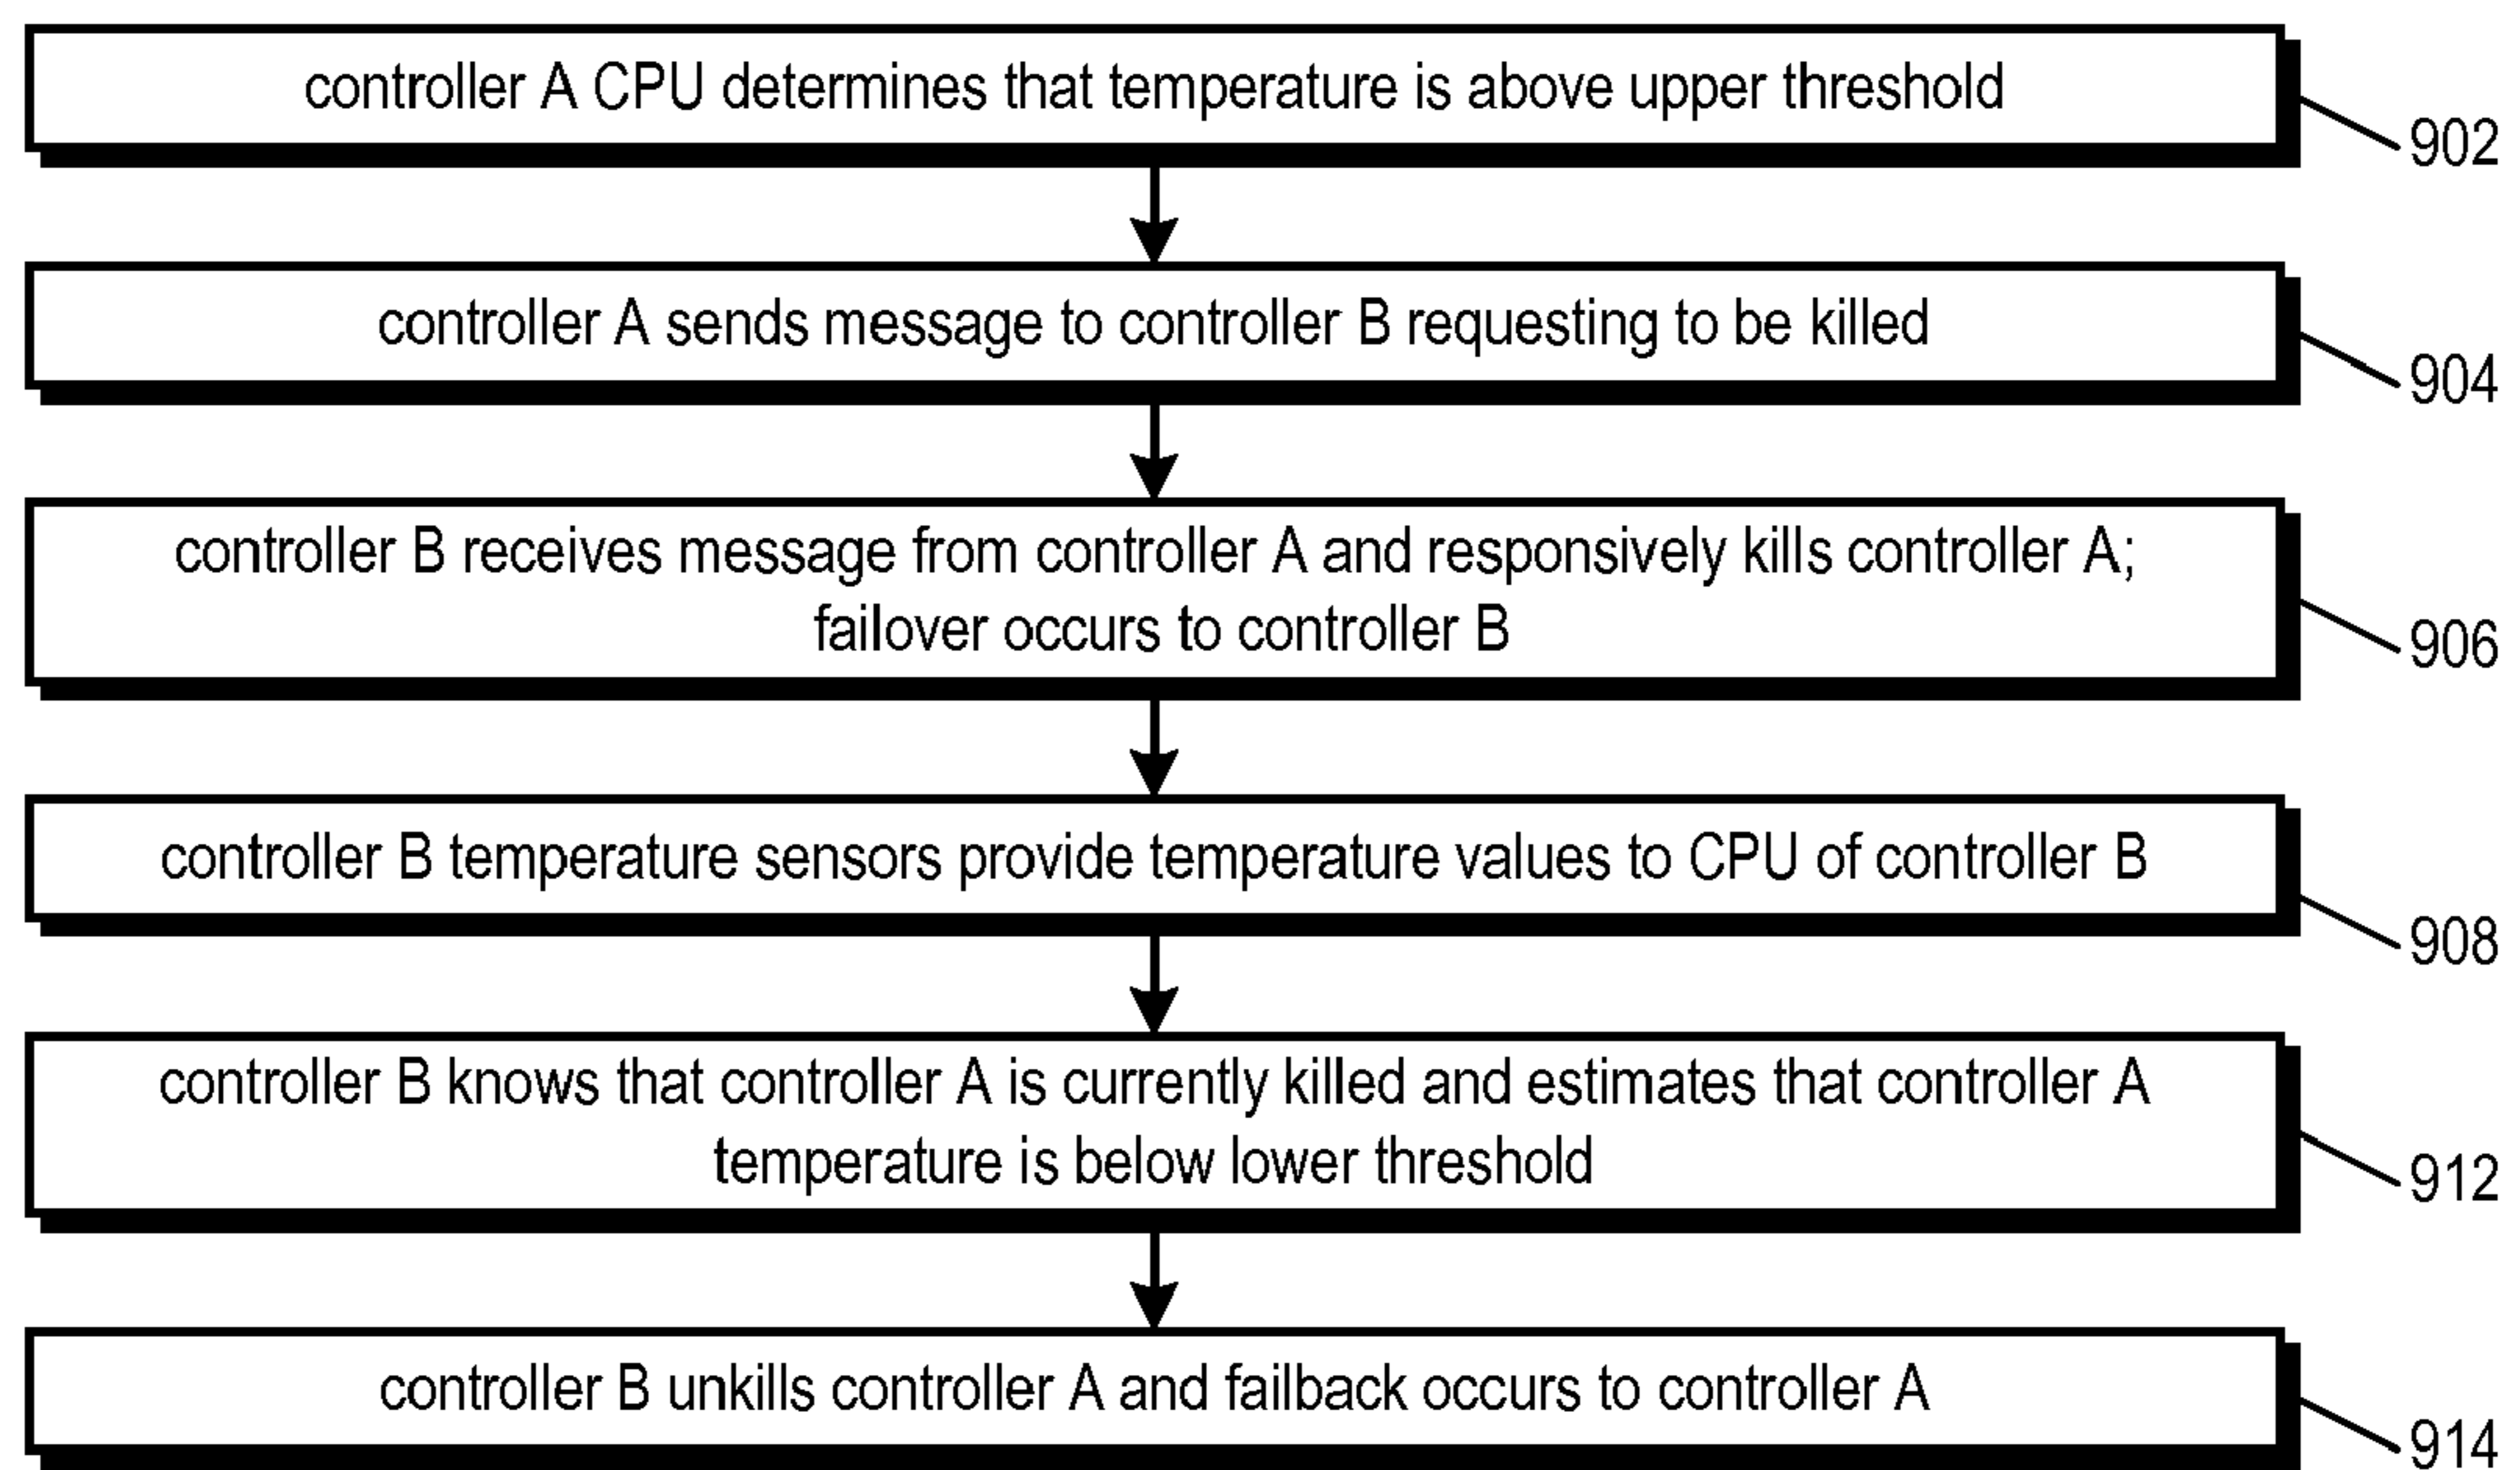 controller A CPU determines that temperature is above upper threshold
902
controller A sends message to controller B requesting to be killed
904
controller B receives message from controller A and responsively kills controller A;
failover occurs to controller B
906
controller B temperature sensors provide temperature values to CPU of controller B
908
controller B knows that controller A is currently killed and estimates that controller A
temperature is below lower threshold
912
controller B unkills controller A and failback occurs to controller A
914